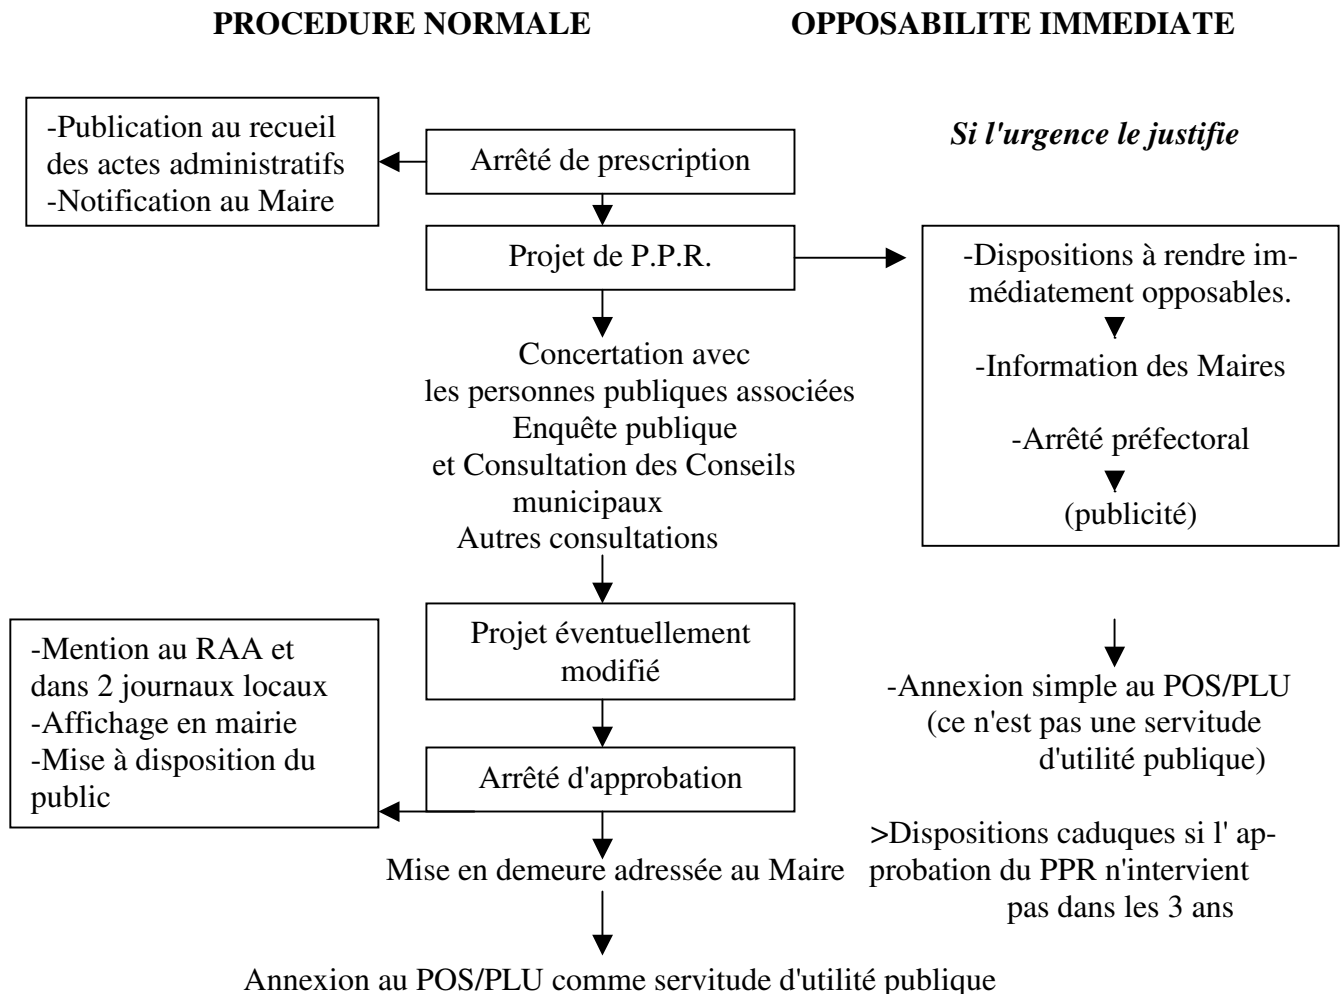 PROCEDURE NORMALE
OPPOSABILITE IMMEDIATE
-Publication au recueil
des actes administratifs
-Notification au Maire
Arrêté de prescription
Si l'urgence le justifie
Projet de P.P.R.
-Dispositions à rendre im-
médiatement opposables.
-Information des Maires
-Arrêté préfectoral
(publicité)
Concertation avec
les personnes publiques associées
Enquête publique
et Consultation des Conseils
municipaux
Autres consultations
Projet éventuellement
modifié
-Mention au RAA et
dans 2 journaux locaux
-Affichage en mairie
-Mise à disposition du
public
Arrêté d'approbation
-Annexion simple au POS/PLU
(ce n'est pas une servitude
d'utilité publique)
>Dispositions caduques si l' ap-
probation du PPR n'intervient
pas dans les 3 ans
Mise en demeure adressée au Maire
Annexion au POS/PLU comme servitude d'utilité publique